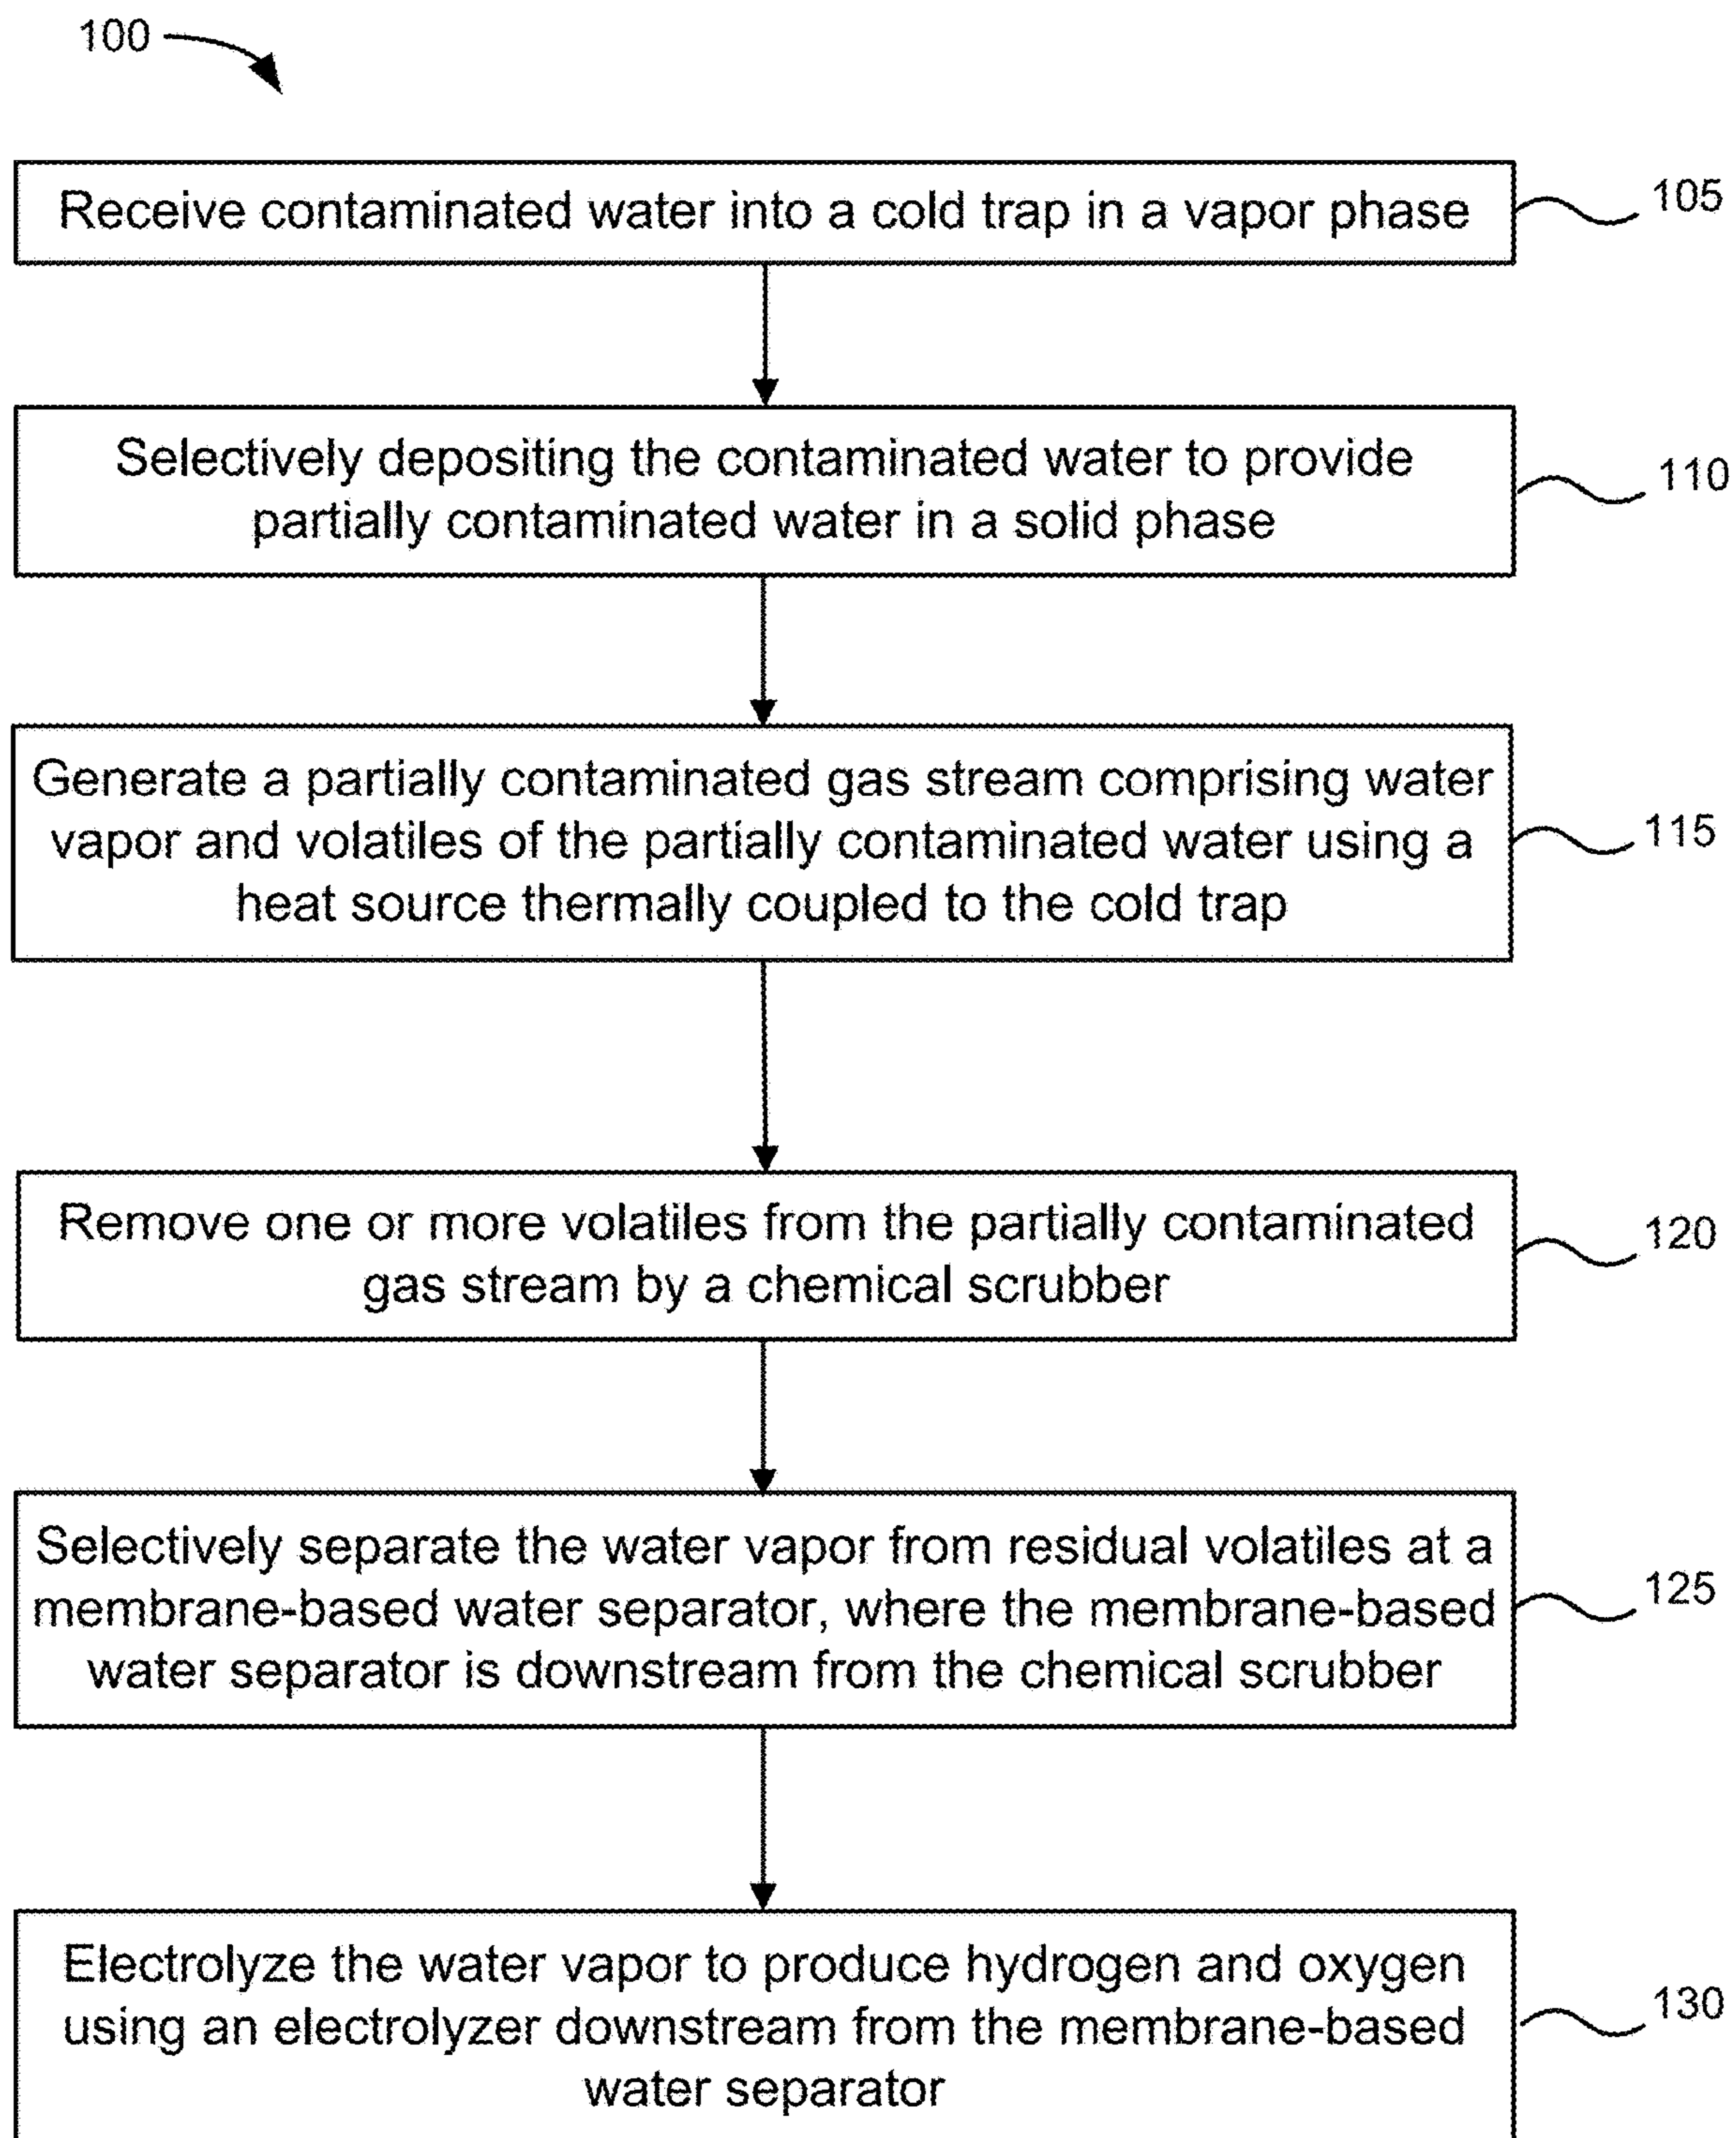 100
Receive contaminated water into a cold trap in a vapor phase
105
Selectively depositing the contaminated water to provide
partially contaminated water in a solid phase
110
Generate a partially contaminated gas stream comprising water
vapor and volatiles of the partially contaminated water using a
heat source thermally coupled to the cold trap
115
Remove one or more volatiles from the partially contaminated
gas stream by a chemical scrubber
120
Selectively separate the water vapor from residual volatiles at a
membrane-based water separator, where the membrane-based
water separator is downstream from the chemical scrubber
125
Electrolyze the water vapor to produce hydrogen and oxygen
using an electrolyzer downstream from the membrane-based
water separator
130